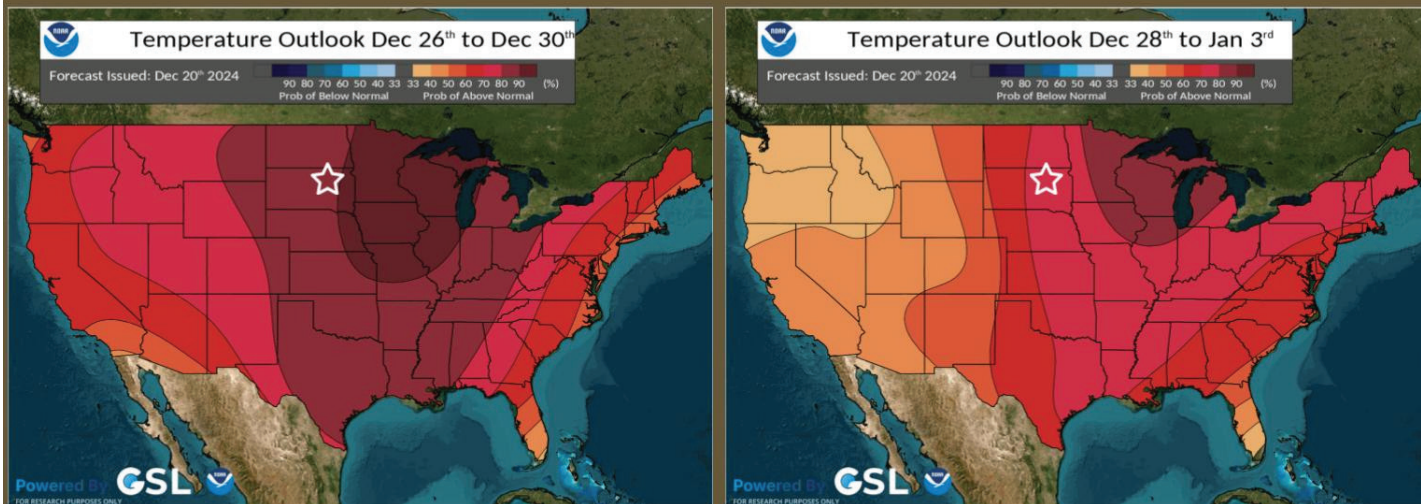 NOAA
Temperature Outlook Dec 26th to Dec 30th
Forecast Issued: Dec 20th 2024
90 80 70 60 50 40 33 33 40 50 60 70 80 90 (%)
Prob of Below Normal Prob of Above Normal
Powered By GSL NOAA
FOR RESEARCH PURPOSES ONLY
NOAA
Temperature Outlook Dec 28th to Jan 3rd
Forecast Issued: Dec 20th 2024
90 80 70 60 50 40 33 33 40 50 60 70 80 90 (%)
Prob of Below Normal Prob of Above Normal
Powered By GSL NOAA
FOR RESEARCH PURPOSES ONLY